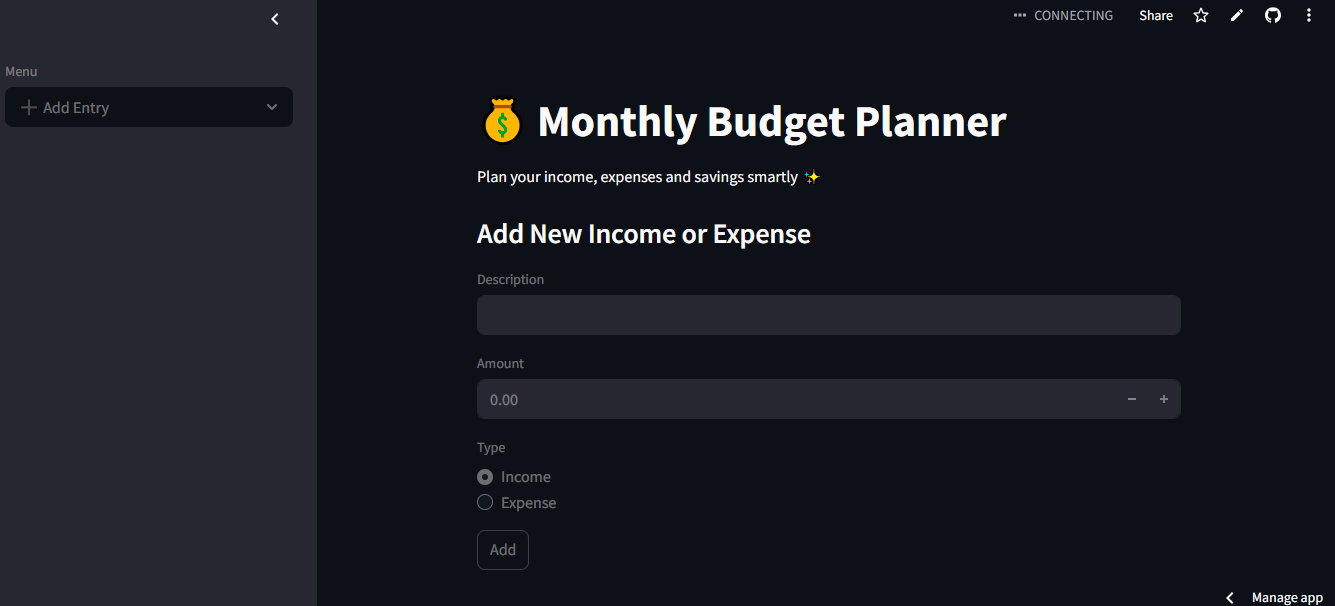 CONNECTING
Share
Menu
Add Entry
Monthly Budget Planner
Plan your income, expenses and savings smartly ✨
Add New Income or Expense
Description
Amount
0.00
Type
Income
Expense
Add
Manage app